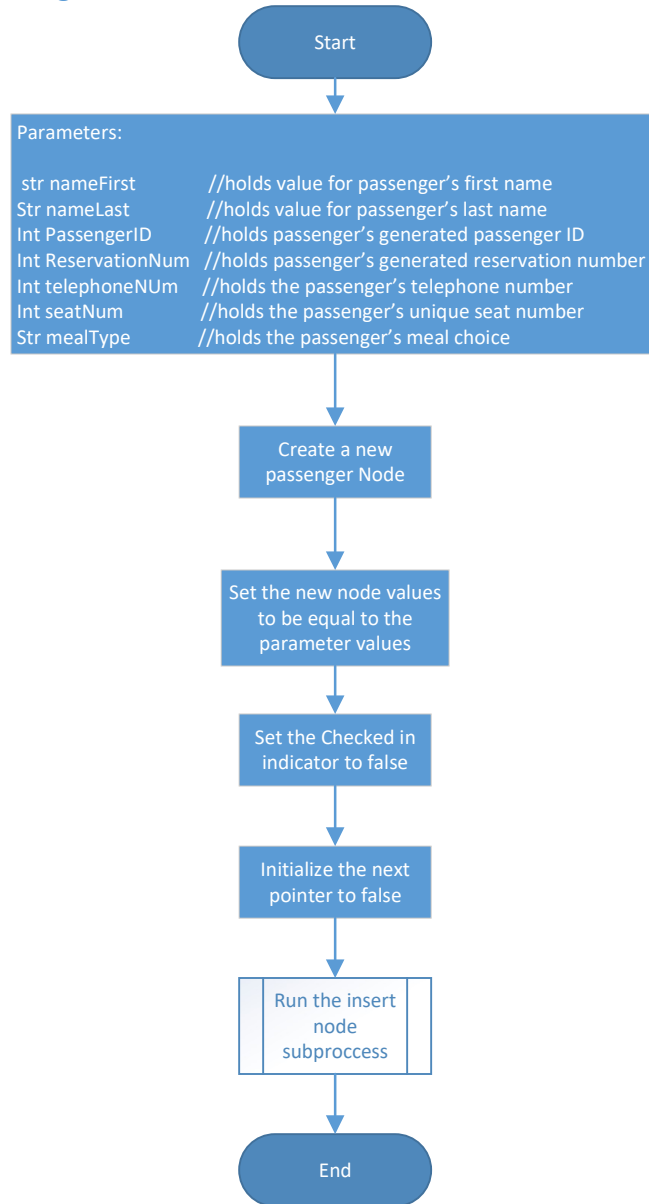 Start
Parameters:
str nameFirst //holds value for passenger’s first name
Str nameLast //holds value for passenger’s last name
Int PassengerID //holds passenger’s generated passenger ID
Int ReservationNum //holds passenger’s generated reservation number
Int telephoneNUm //holds the passenger’s telephone number
Int seatNum //holds the passenger’s unique seat number
Str mealType //holds the passenger’s meal choice
Create a new
passenger Node
Set the new node values
to be equal to the
parameter values
Set the Checked in
indicator to false
Initialize the next
pointer to false
Run the insert
node
subproccess
End